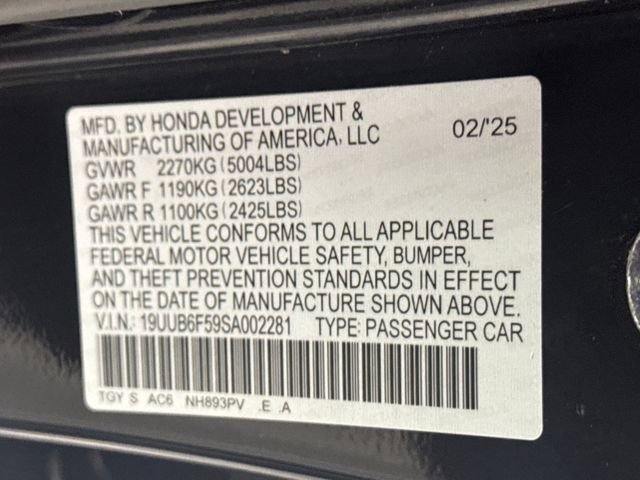 MFD. BY HONDA DEVELOPMENT &
MANUFACTURING OF AMERICA, LLC 02/'25
GVWR 2270KG (5004LBS)
GAWR F 1190KG (2623LBS)
GAWR R 1100KG (2425LBS)
THIS VEHICLE CONFORMS TO ALL APPLICABLE
FEDERAL MOTOR VEHICLE SAFETY, BUMPER,
AND THEFT PREVENTION STANDARDS IN EFFECT
ON THE DATE OF MANUFACTURE SHOWN ABOVE.
V.I.N.: 19UUB6F59SA002281 TYPE: PASSENGER CAR
TGY S AC6 NH893PV .E .A